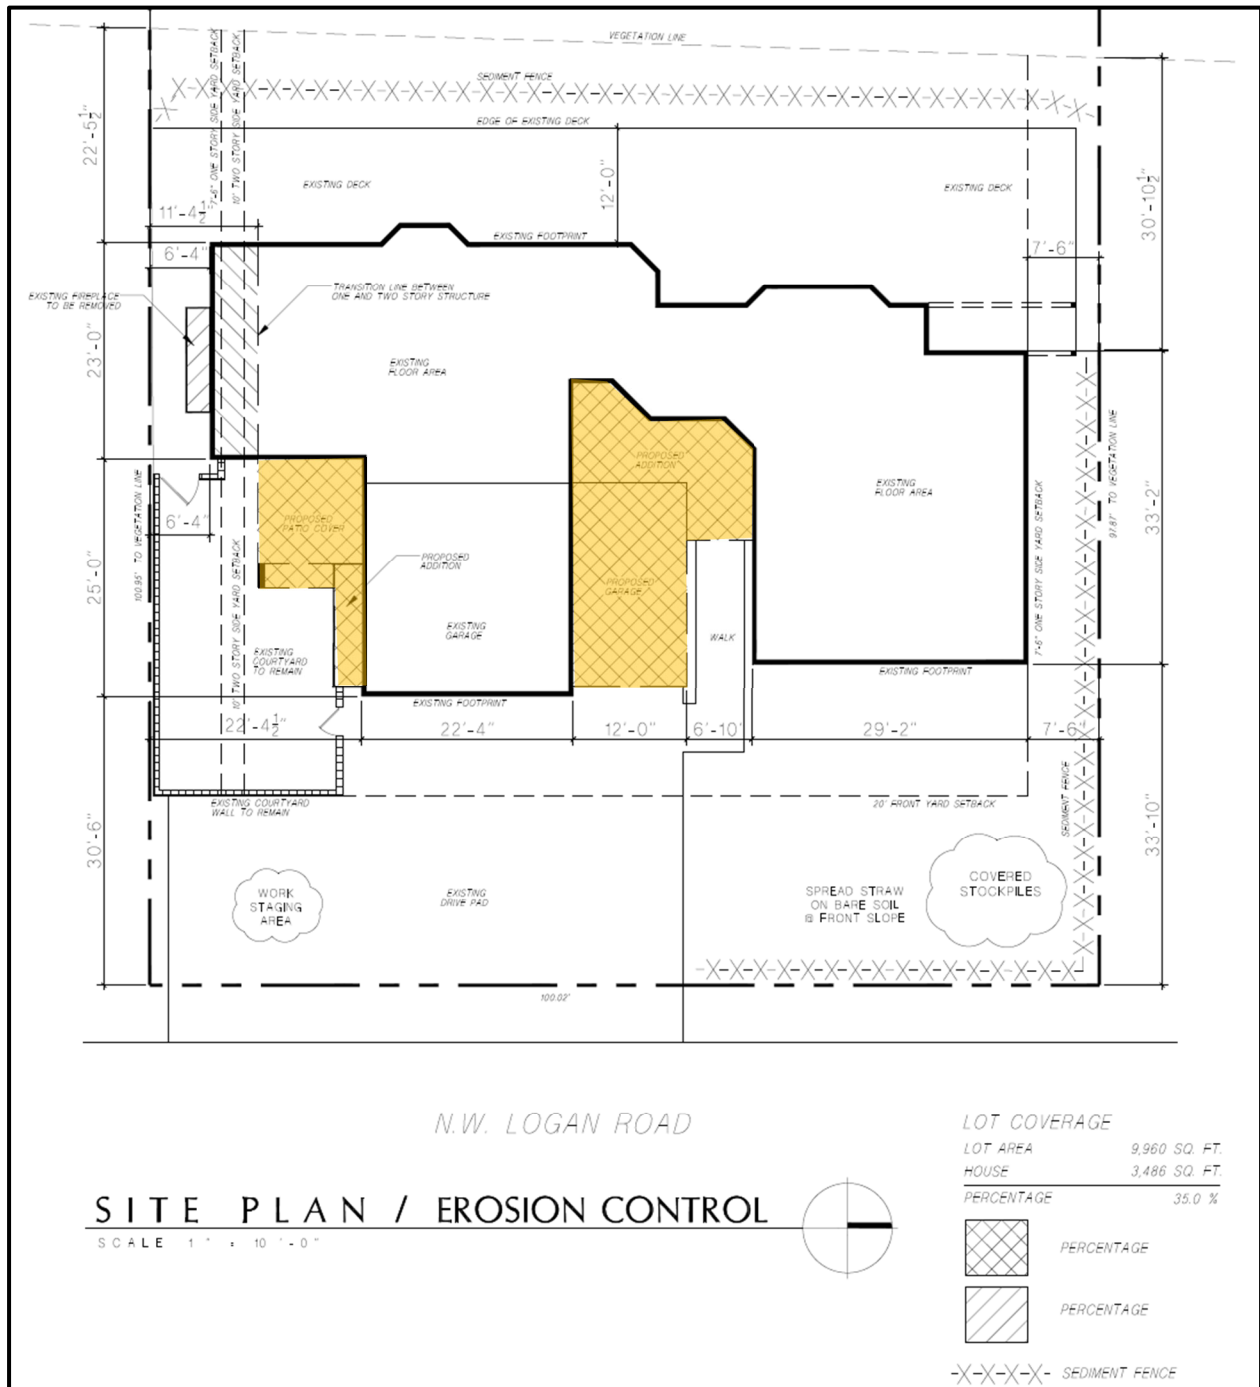 VEGETATION LINE
SEDIMENT FENCE
22'-5 1/2"
7'-6" ONE STORY SIDE YARD SETBACK
10' TWO STORY SIDE YARD SETBACK
EDGE OF EXISTING DECK
EXISTING DECK
12'-0"
EXISTING DECK
30'-10 1/2"
11'-4 1/2"
EXISTING FOOTPRINT
6'-4"
7'-6"
EXISTING FIREPLACE
TO BE REMOVED
TRANSITION LINE BETWEEN
ONE AND TWO STORY STRUCTURE
23'-0"
EXISTING
FLOOR AREA
PROPOSED
ADDITION
EXISTING
FLOOR AREA
100.95' TO VEGETATION LINE
97.87' TO VEGETATION LINE
33'-2"
6'-4"
PROPOSED
PATIO COVER
PROPOSED
ADDITION
PROPOSED
GARAGE
7'-6" ONE STORY SIDE YARD SETBACK
25'-0"
10' TWO STORY SIDE YARD SETBACK
EXISTING
GARAGE
WALK
EXISTING
COURTYARD
TO REMAIN
EXISTING FOOTPRINT
EXISTING FOOTPRINT
22'-4 1/2"
22'-4"
12'-0"
6'-10"
29'-2"
7'-6"
EXISTING COURTYARD
WALL TO REMAIN
20' FRONT YARD SETBACK
SEDIMENT FENCE
30'-6"
33'-10"
WORK
STAGING
AREA
EXISTING
DRIVE PAD
SPREAD STRAW
ON BARE SOIL
@ FRONT SLOPE
COVERED
STOCKPILES
100.02'
N.W. LOGAN ROAD
LOT COVERAGE
LOT AREA 9,960 SQ. FT.
HOUSE 3,486 SQ. FT.
PERCENTAGE 35.0 %
SITE PLAN / EROSION CONTROL
SCALE 1" : 10'-0"
PERCENTAGE
PERCENTAGE
SEDIMENT FENCE